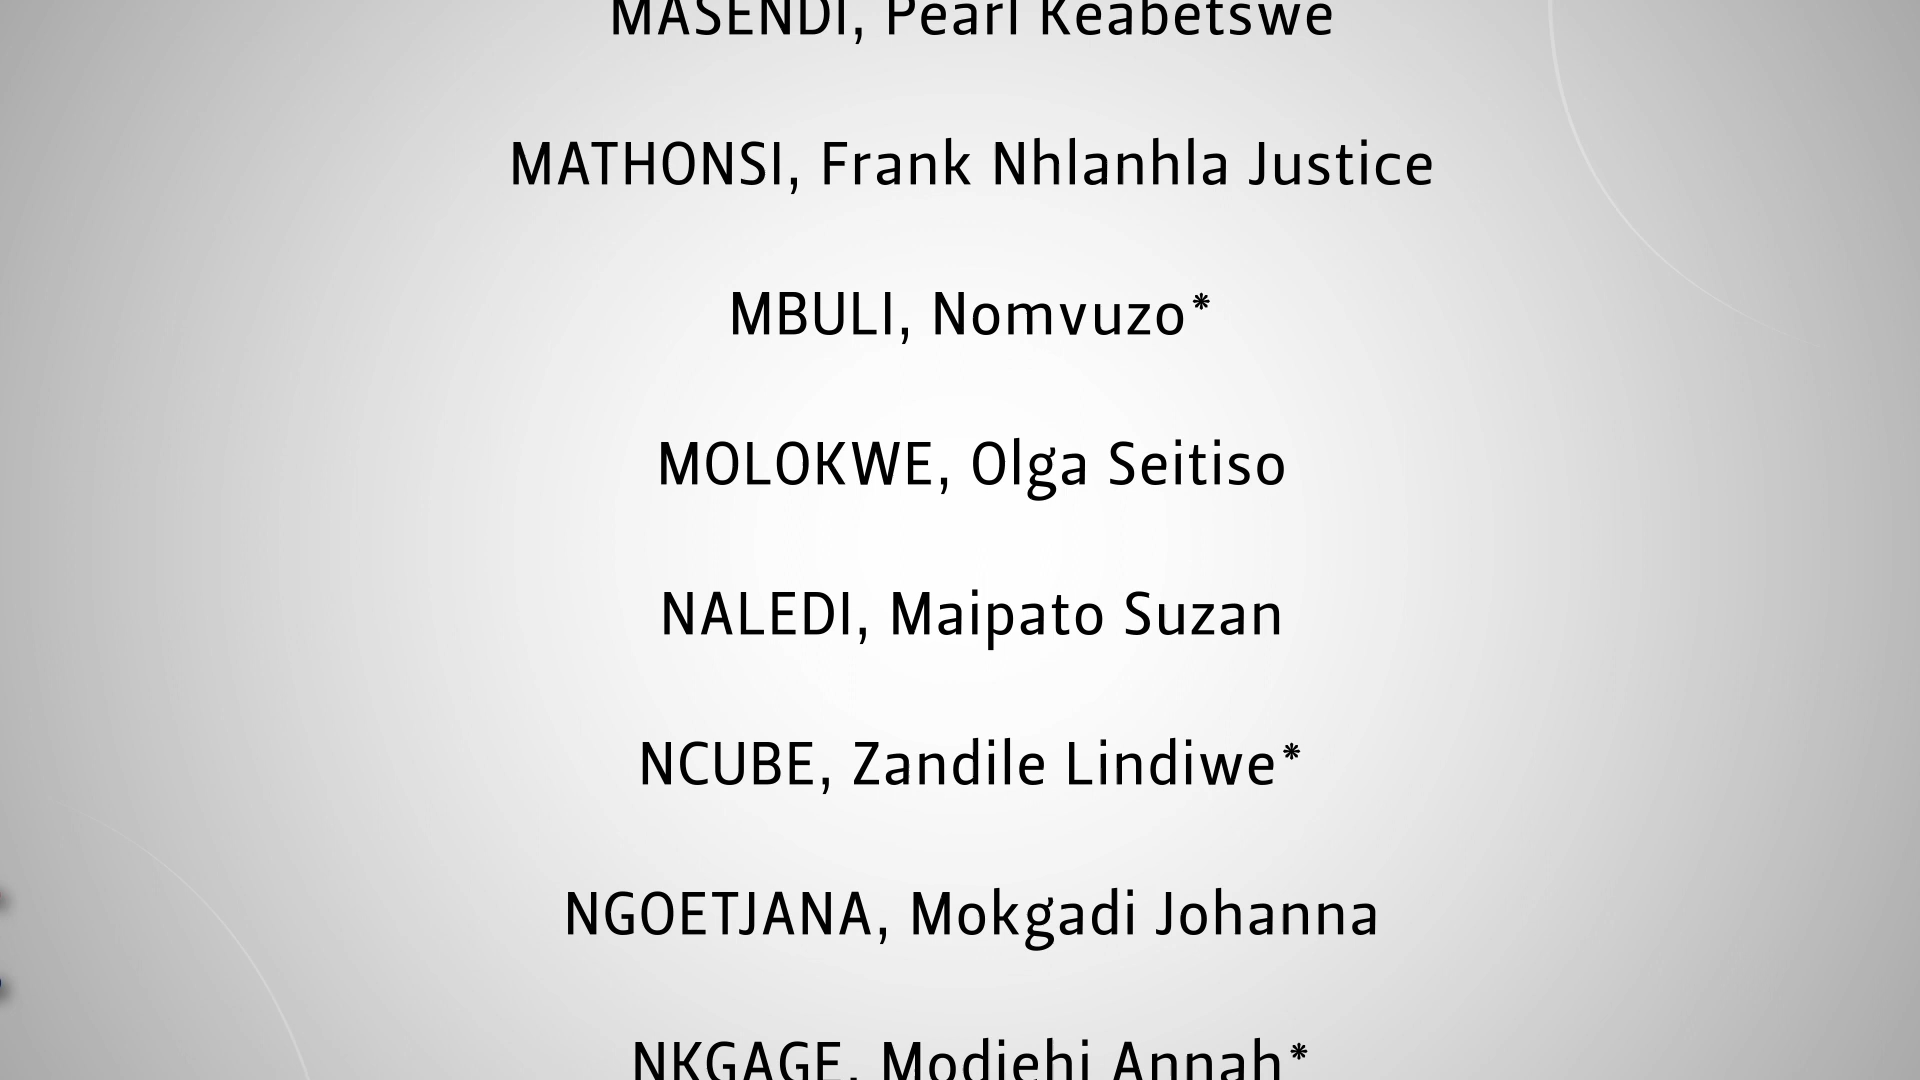 MASENDI, Pearl Keabetswe
MATHONSI, Frank Nhlanhla Justice
MBULI, Nomvuzo*
MOLOKWE, Olga Seitiso
NALEDI, Maipato Suzan
NCUBE, Zandile Lindiwe*
NGOETJANA, Mokgadi Johanna
NKGAGE, Modiehi Annah*